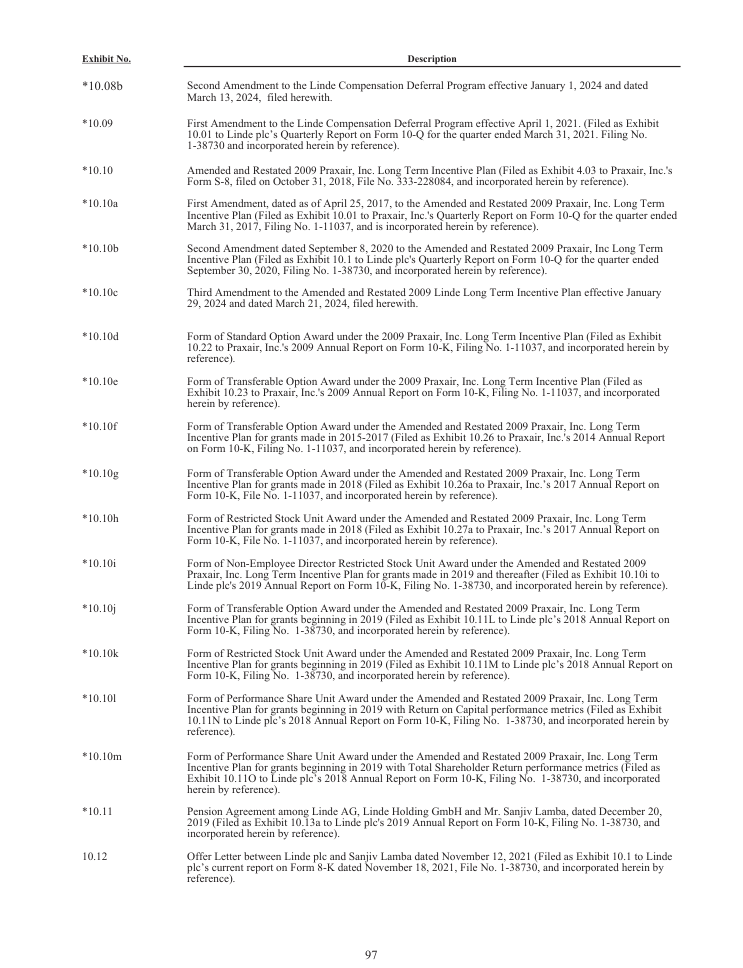 Exhibit No. Description
*10.08b Second Amendment to the Linde Compensation Deferral Program effective January 1, 2024 and dated
March 13, 2024, filed herewith.
*10.09 First Amendment to the Linde Compensation Deferral Program effective April 1, 2021. (Filed as Exhibit
10.01 to Linde plc’s Quarterly Report on Form 10-Q for the quarter ended March 31, 2021. Filing No.
1-38730 and incorporated herein by reference).
*10.10 Amended and Restated 2009 Praxair, Inc. Long Term Incentive Plan (Filed as Exhibit 4.03 to Praxair, Inc.'s
Form S-8, filed on October 31, 2018, File No. 333-228084, and incorporated herein by reference).
*10.10a First Amendment, dated as of April 25, 2017, to the Amended and Restated 2009 Praxair, Inc. Long Term
Incentive Plan (Filed as Exhibit 10.01 to Praxair, Inc.'s Quarterly Report on Form 10-Q for the quarter ended
March 31, 2017, Filing No. 1-11037, and is incorporated herein by reference).
*10.10b Second Amendment dated September 8, 2020 to the Amended and Restated 2009 Praxair, Inc Long Term
Incentive Plan (Filed as Exhibit 10.1 to Linde plc's Quarterly Report on Form 10-Q for the quarter ended
September 30, 2020, Filing No. 1-38730, and incorporated herein by reference).
*10.10c Third Amendment to the Amended and Restated 2009 Linde Long Term Incentive Plan effective January
29, 2024 and dated March 21, 2024, filed herewith.
*10.10d Form of Standard Option Award under the 2009 Praxair, Inc. Long Term Incentive Plan (Filed as Exhibit
10.22 to Praxair, Inc.'s 2009 Annual Report on Form 10-K, Filing No. 1-11037, and incorporated herein by
reference).
*10.10e Form of Transferable Option Award under the 2009 Praxair, Inc. Long Term Incentive Plan (Filed as
Exhibit 10.23 to Praxair, Inc.'s 2009 Annual Report on Form 10-K, Filing No. 1-11037, and incorporated
herein by reference).
*10.10f Form of Transferable Option Award under the Amended and Restated 2009 Praxair, Inc. Long Term
Incentive Plan for grants made in 2015-2017 (Filed as Exhibit 10.26 to Praxair, Inc.'s 2014 Annual Report
on Form 10-K, Filing No. 1-11037, and incorporated herein by reference).
*10.10g Form of Transferable Option Award under the Amended and Restated 2009 Praxair, Inc. Long Term
Incentive Plan for grants made in 2018 (Filed as Exhibit 10.26a to Praxair, Inc.’s 2017 Annual Report on
Form 10-K, File No. 1-11037, and incorporated herein by reference).
*10.10h Form of Restricted Stock Unit Award under the Amended and Restated 2009 Praxair, Inc. Long Term
Incentive Plan for grants made in 2018 (Filed as Exhibit 10.27a to Praxair, Inc.’s 2017 Annual Report on
Form 10-K, File No. 1-11037, and incorporated herein by reference).
*10.10i Form of Non-Employee Director Restricted Stock Unit Award under the Amended and Restated 2009
Praxair, Inc. Long Term Incentive Plan for grants made in 2019 and thereafter (Filed as Exhibit 10.10i to
Linde plc's 2019 Annual Report on Form 10-K, Filing No. 1-38730, and incorporated herein by reference).
*10.10j Form of Transferable Option Award under the Amended and Restated 2009 Praxair, Inc. Long Term
Incentive Plan for grants beginning in 2019 (Filed as Exhibit 10.11L to Linde plc’s 2018 Annual Report on
Form 10-K, Filing No. 1-38730, and incorporated herein by reference).
*10.10k Form of Restricted Stock Unit Award under the Amended and Restated 2009 Praxair, Inc. Long Term
Incentive Plan for grants beginning in 2019 (Filed as Exhibit 10.11M to Linde plc’s 2018 Annual Report on
Form 10-K, Filing No. 1-38730, and incorporated herein by reference).
*10.10l Form of Performance Share Unit Award under the Amended and Restated 2009 Praxair, Inc. Long Term
Incentive Plan for grants beginning in 2019 with Return on Capital performance metrics (Filed as Exhibit
10.11N to Linde plc’s 2018 Annual Report on Form 10-K, Filing No. 1-38730, and incorporated herein by
reference).
*10.10m Form of Performance Share Unit Award under the Amended and Restated 2009 Praxair, Inc. Long Term
Incentive Plan for grants beginning in 2019 with Total Shareholder Return performance metrics (Filed as
Exhibit 10.11O to Linde plc’s 2018 Annual Report on Form 10-K, Filing No. 1-38730, and incorporated
herein by reference).
*10.11 Pension Agreement among Linde AG, Linde Holding GmbH and Mr. Sanjiv Lamba, dated December 20,
2019 (Filed as Exhibit 10.13a to Linde plc's 2019 Annual Report on Form 10-K, Filing No. 1-38730, and
incorporated herein by reference).
10.12 Offer Letter between Linde plc and Sanjiv Lamba dated November 12, 2021 (Filed as Exhibit 10.1 to Linde
plc’s current report on Form 8-K dated November 18, 2021, File No. 1-38730, and incorporated herein by
reference).
97